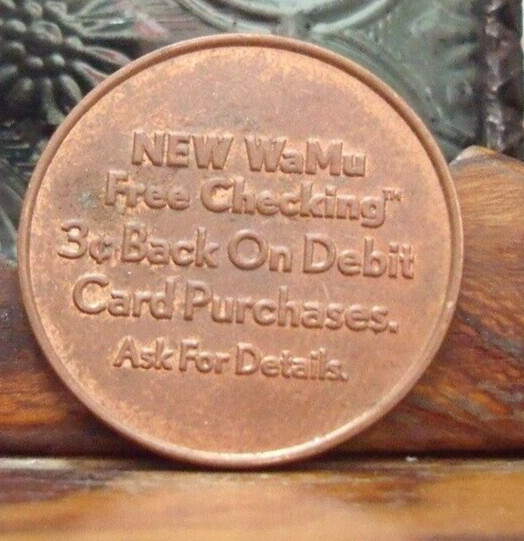 NEW WaMu
Free Checking™
3¢ Back On Debit
Card Purchases.
Ask For Details.